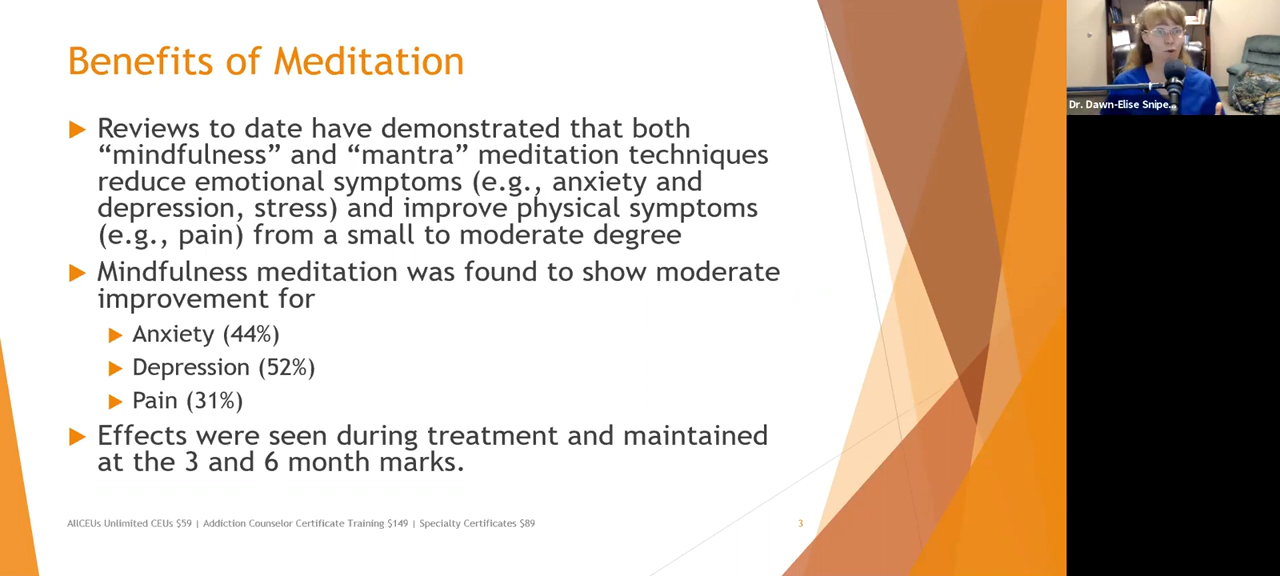 Benefits of Meditation
Reviews to date have demonstrated that both
“mindfulness” and “mantra” meditation techniques
reduce emotional symptoms (e.g., anxiety and
depression, stress) and improve physical symptoms
(e.g., pain) from a small to moderate degree
Mindfulness meditation was found to show moderate
improvement for
Anxiety (44%)
Depression (52%)
Pain (31%)
Effects were seen during treatment and maintained
at the 3 and 6 month marks.
AllCEUs Unlimited CEUs $59 | Addiction Counselor Certificate Training $149 | Specialty Certificates $89
3
Dr. Dawn-Elise Snipe...